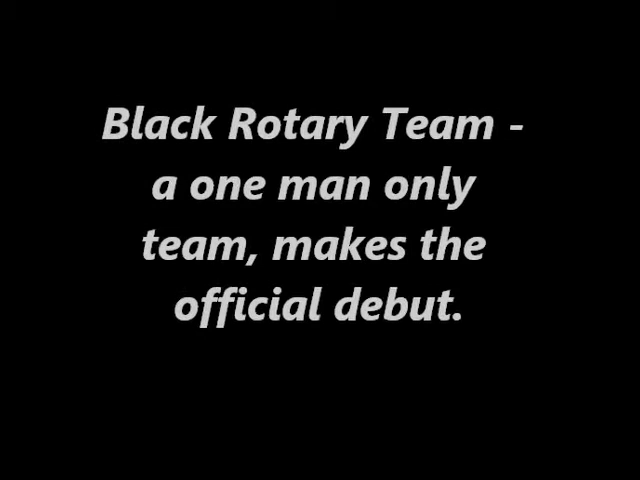 Black Rotary Team -
a one man only
team, makes the
official debut.